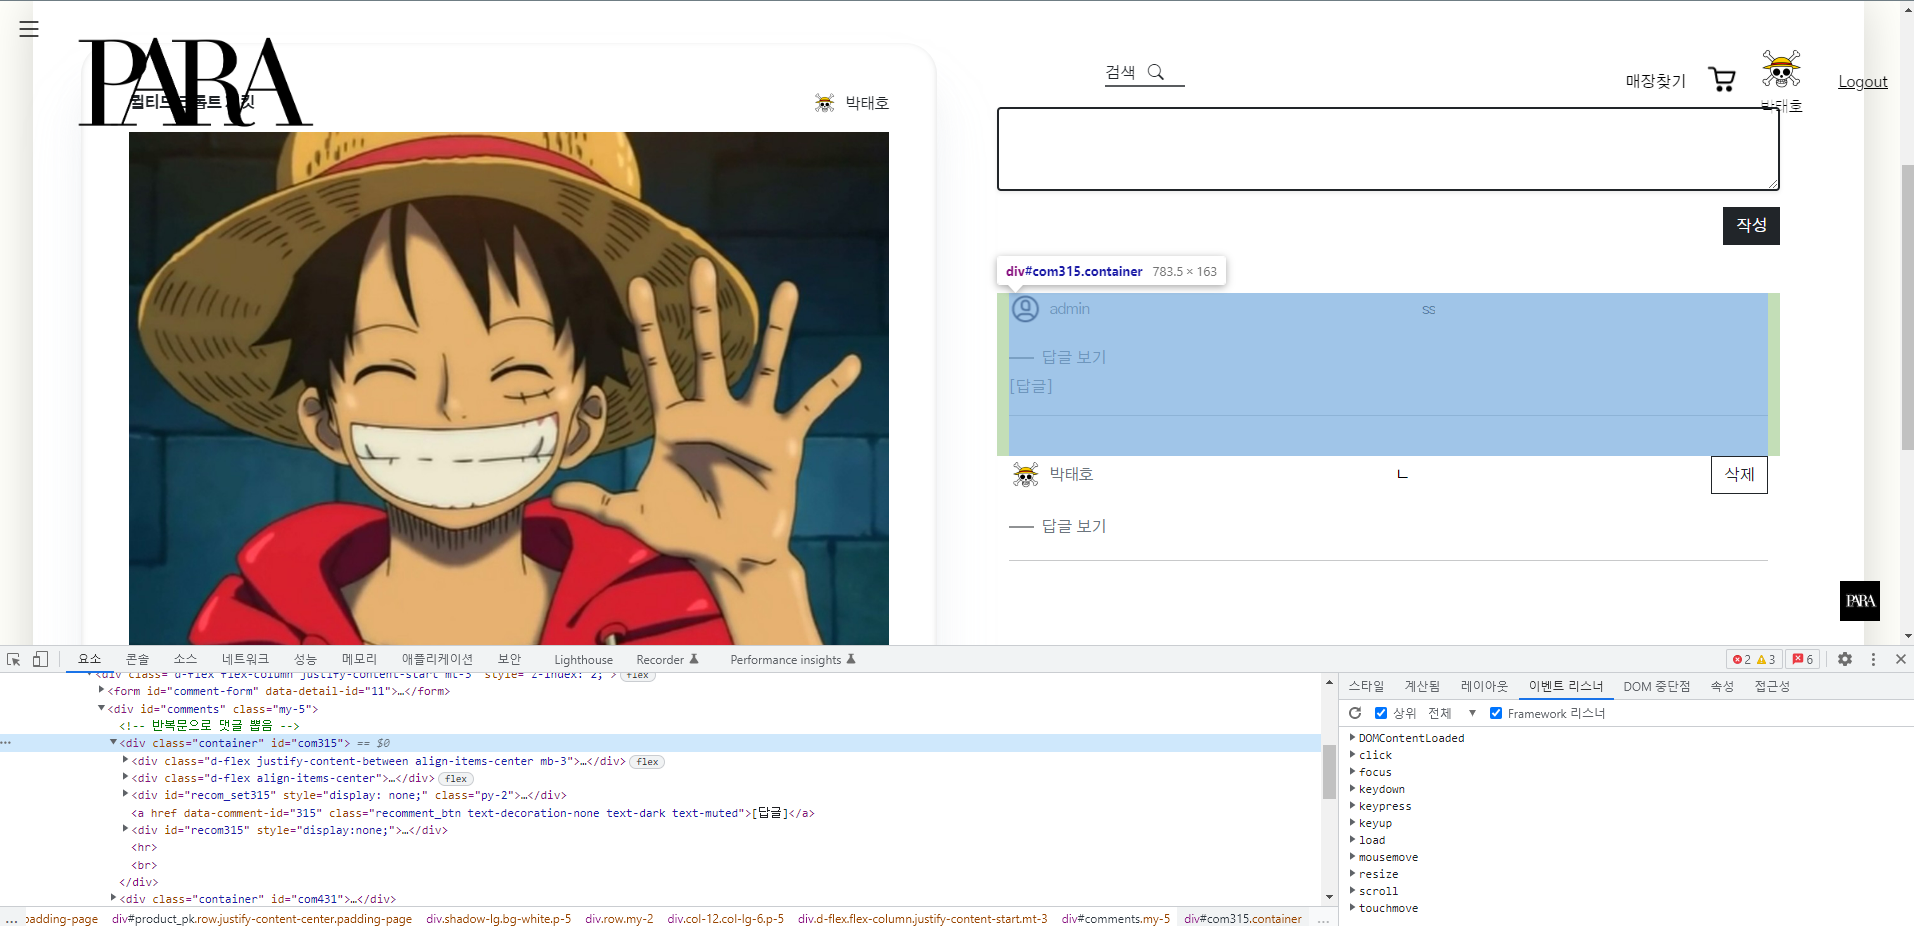 PARA
퀼티드 크롭트 재킷
박태호
검색
매장찾기
박태호
Logout
작성
div#com315.container 783.5 × 163
admin ss
답글 보기
[답글]
박태호 ㄴ 삭제
답글 보기
PARA
요소 콘솔 소스 네트워크 성능 메모리 애플리케이션 보안 Lighthouse Recorder Performance insights 2 3 6
<div class="d-flex flex-column justify-content-start mt-3" style="z-index: 2;"> flex
<form id="comment-form" data-detail-id="11">…</form>
<div id="comments" class="my-5">
<!-- 반복문으로 댓글 뽑음 -->
<div class="container" id="com315"> == $0
<div class="d-flex justify-content-between align-items-center mb-3">…</div> flex
<div class="d-flex align-items-center">…</div> flex
<div id="recom_set315" style="display: none;" class="py-2">…</div>
<a href data-comment-id="315" class="recomment_btn text-decoration-none text-dark text-muted">[답글]</a>
<div id="recom315" style="display:none;">…</div>
<hr>
<br>
</div>
<div class="container" id="com431">…</div>
… padding-page div#product_pk.row.justify-content-center.padding-page div.shadow-lg.bg-white.p-5 div.row.my-2 div.col-12.col-lg-6.p-5 div.d-flex.flex-column.justify-content-start.mt-3 div#comments.my-5 div#com315.container …
스타일 계산됨 레이아웃 이벤트 리스너 DOM 중단점 속성 접근성
상위 전체 Framework 리스너
DOMContentLoaded
click
focus
keydown
keypress
keyup
load
mousemove
resize
scroll
touchmove